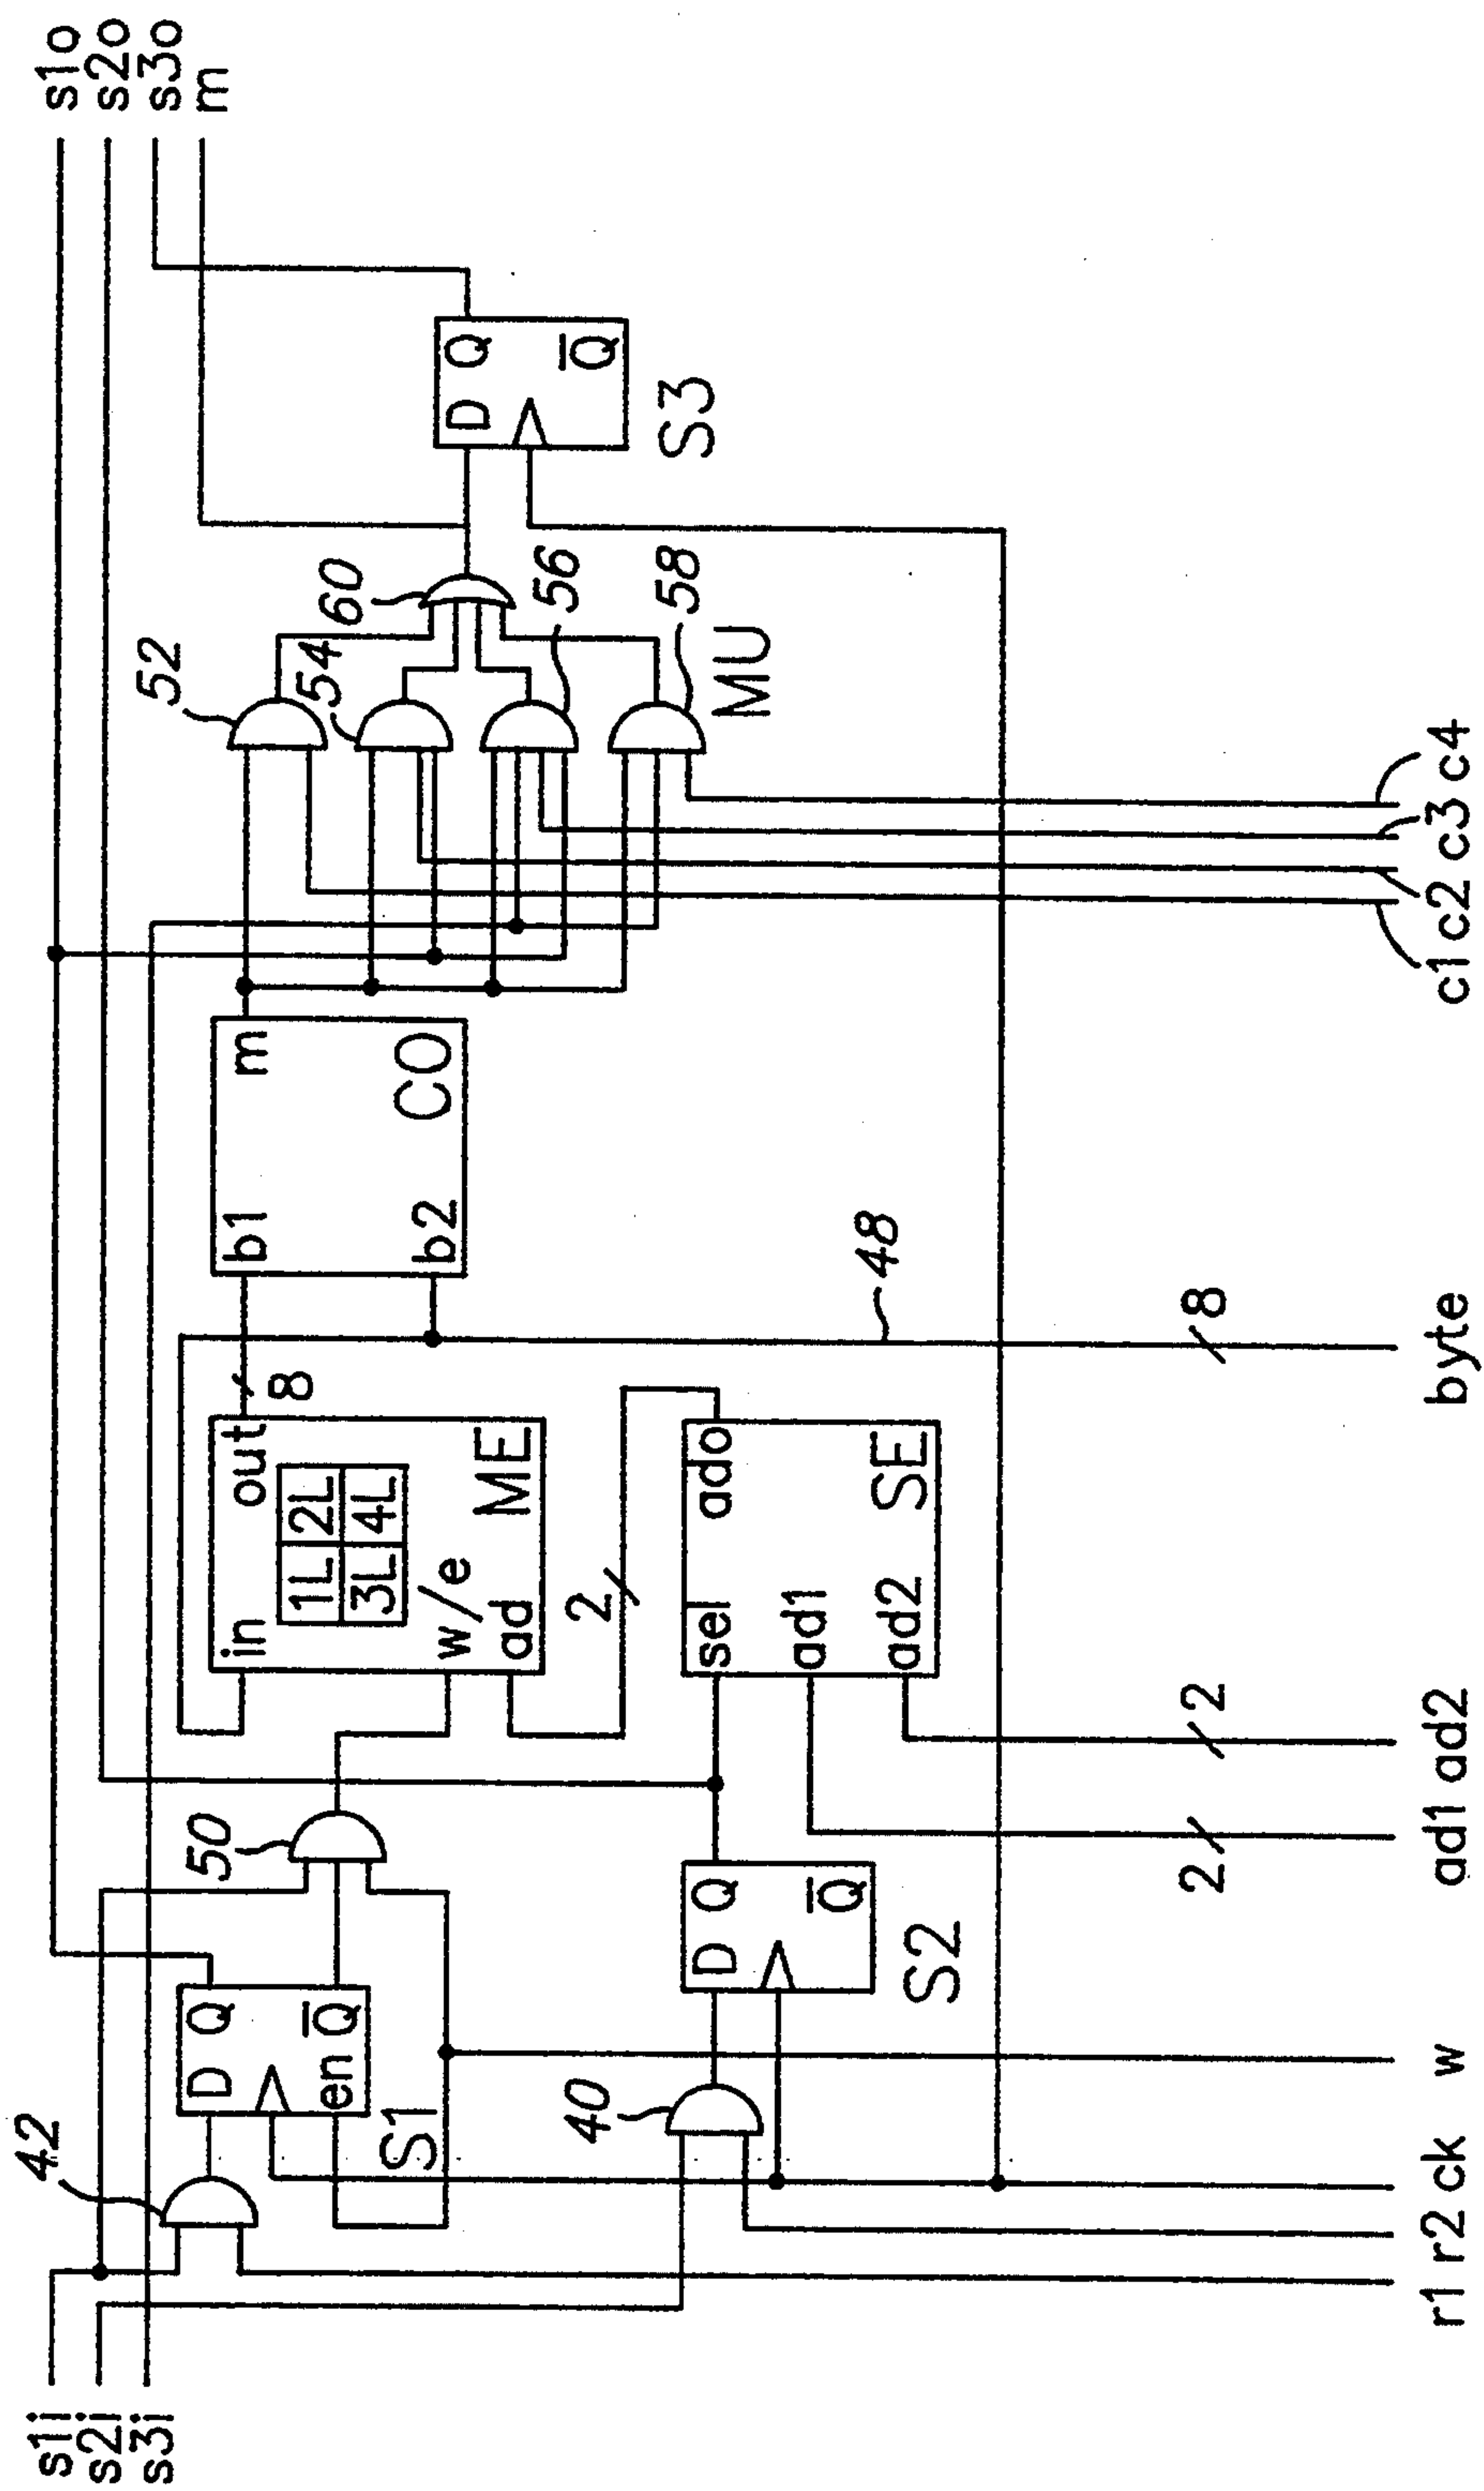 s1i
s2i
s3i
s1o
s2o
s3o
m
42
D Q
en Q
S1
50
in out
1L 2L
3L 4L
w/e
ad ME
8
b1 m
b2 CO
52
54
60
56
58
MU
D Q
Q
S3
40
D Q
Q
S2
2
sel ado
ad1
ad2 SE
48
2
2
8
r1 r2 ck w ad1 ad2 byte c1 c2 c3 c4